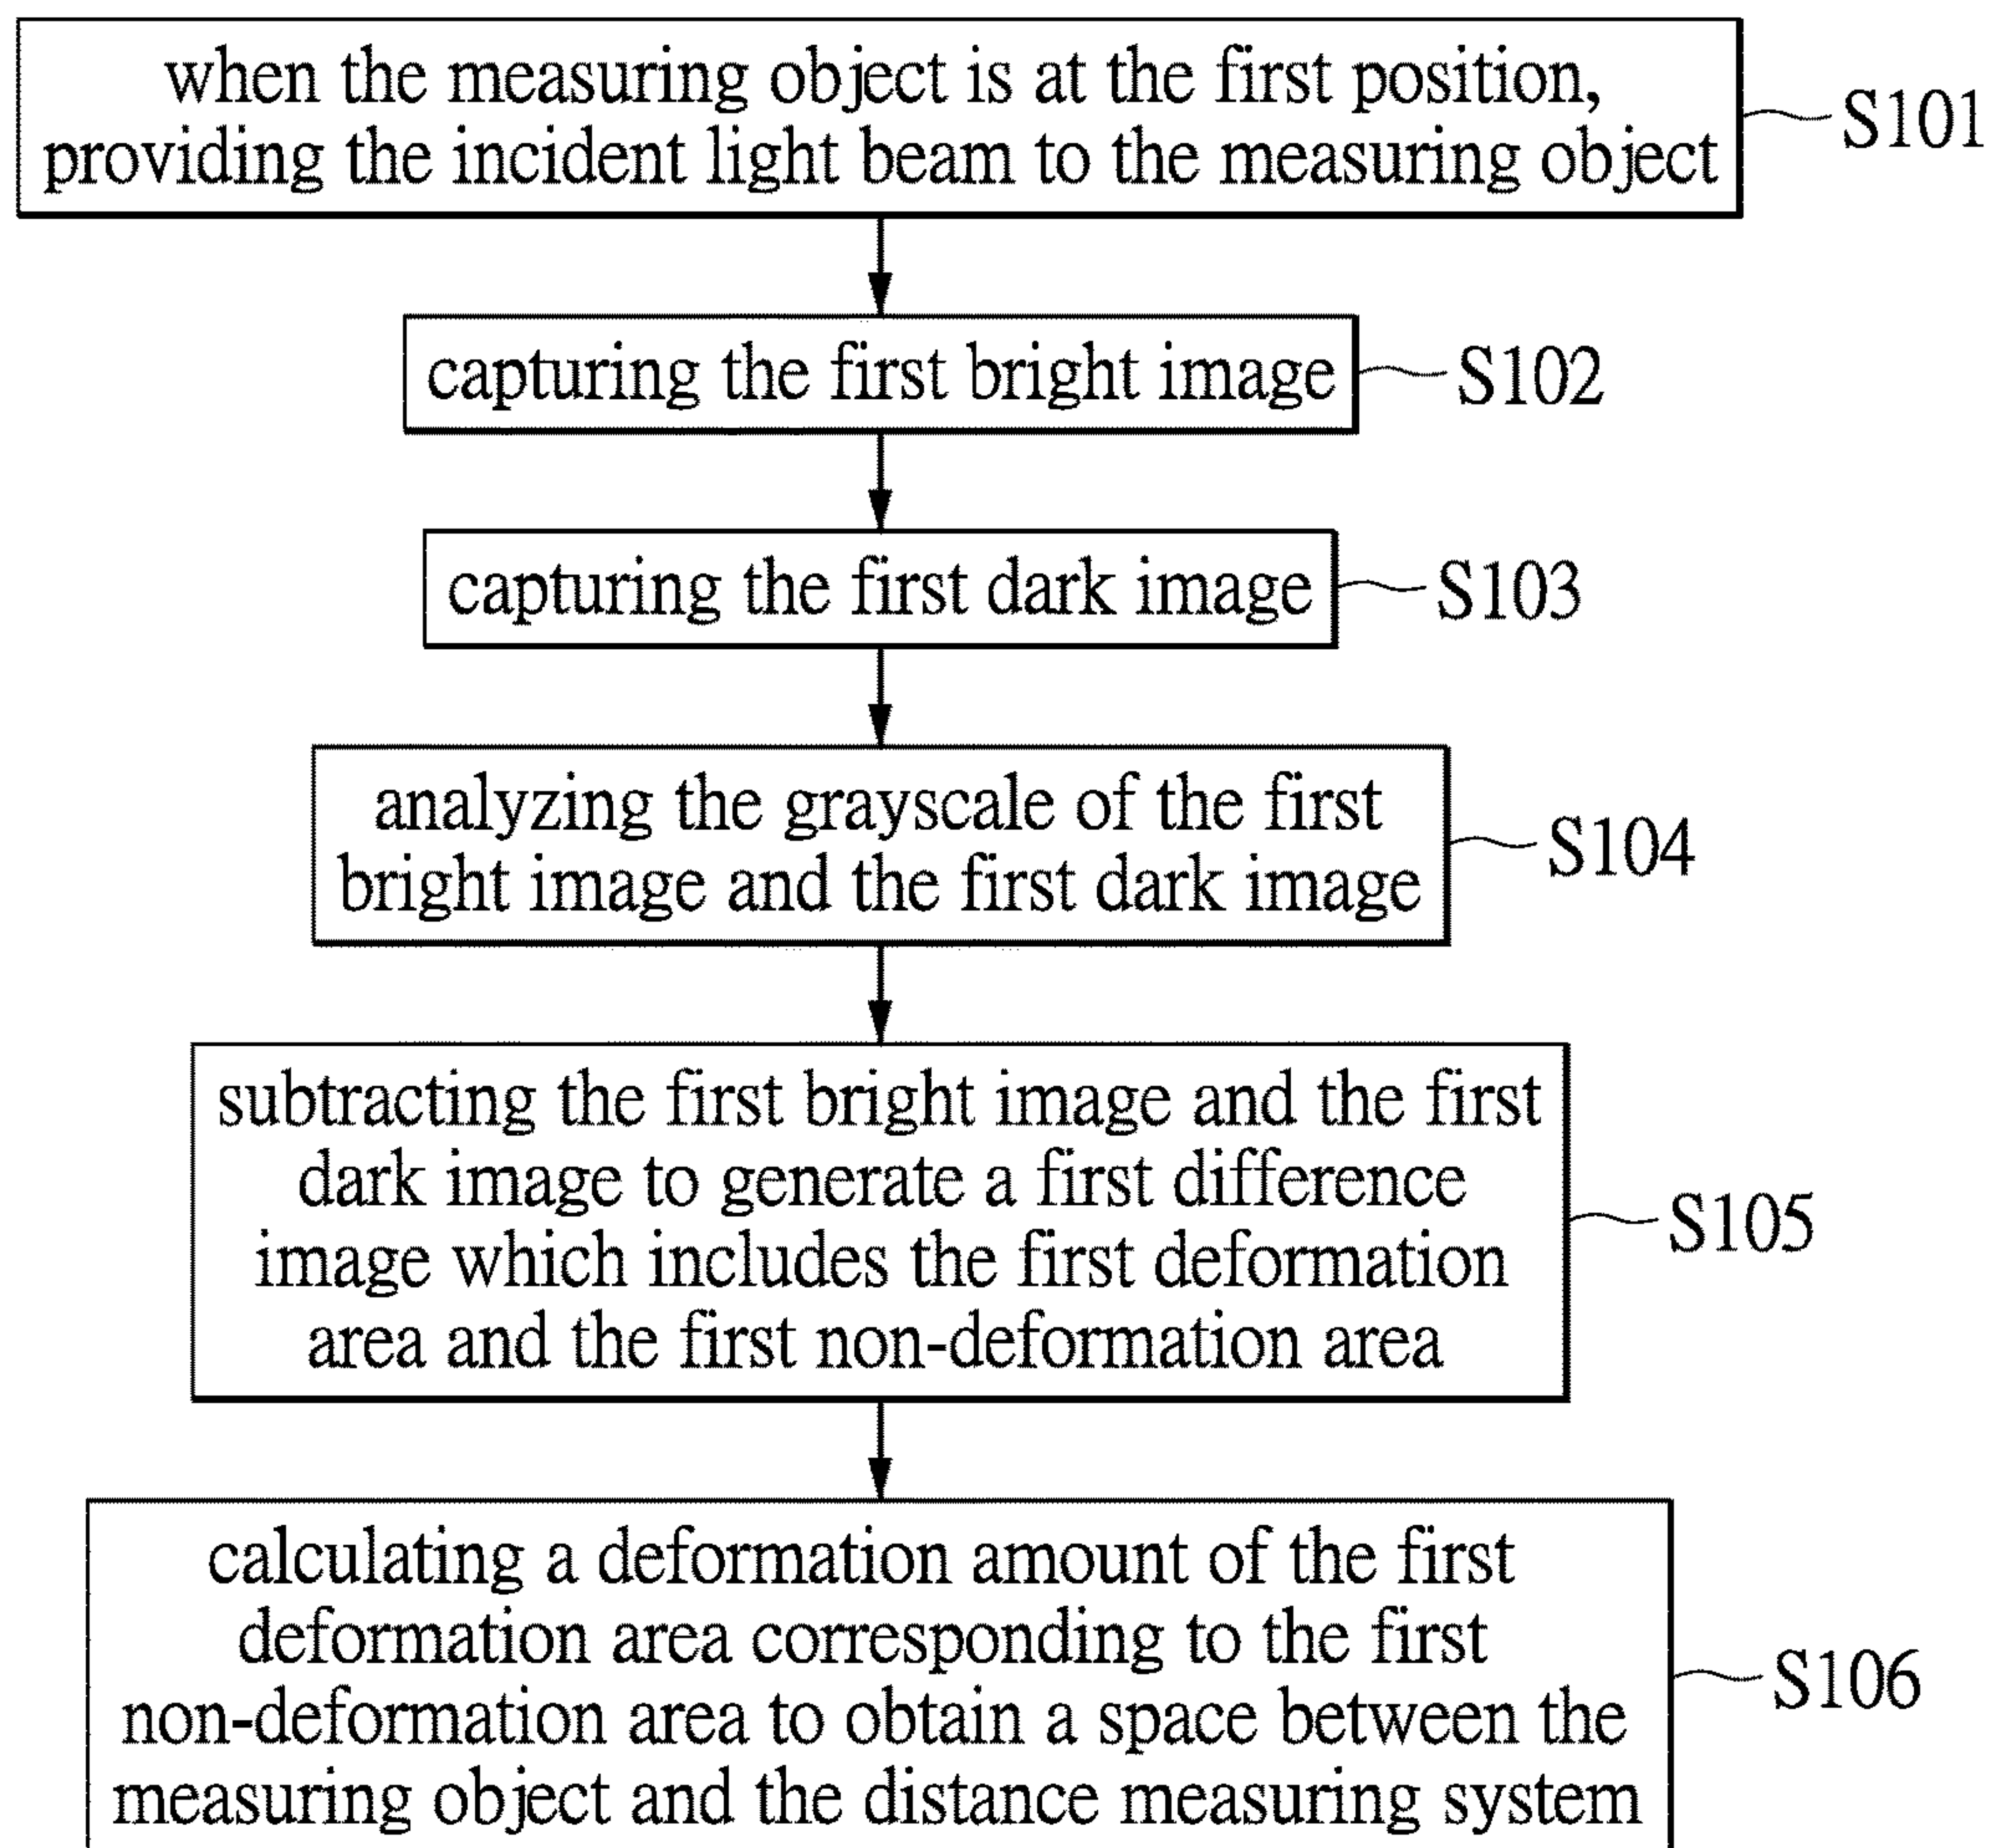 when the measuring object is at the first position,
providing the incident light beam to the measuring object
S101
capturing the first bright image
S102
capturing the first dark image
S103
analyzing the grayscale of the first
bright image and the first dark image
S104
subtracting the first bright image and the first
dark image to generate a first difference
image which includes the first deformation
area and the first non-deformation area
S105
calculating a deformation amount of the first
deformation area corresponding to the first
non-deformation area to obtain a space between the
measuring object and the distance measuring system
S106